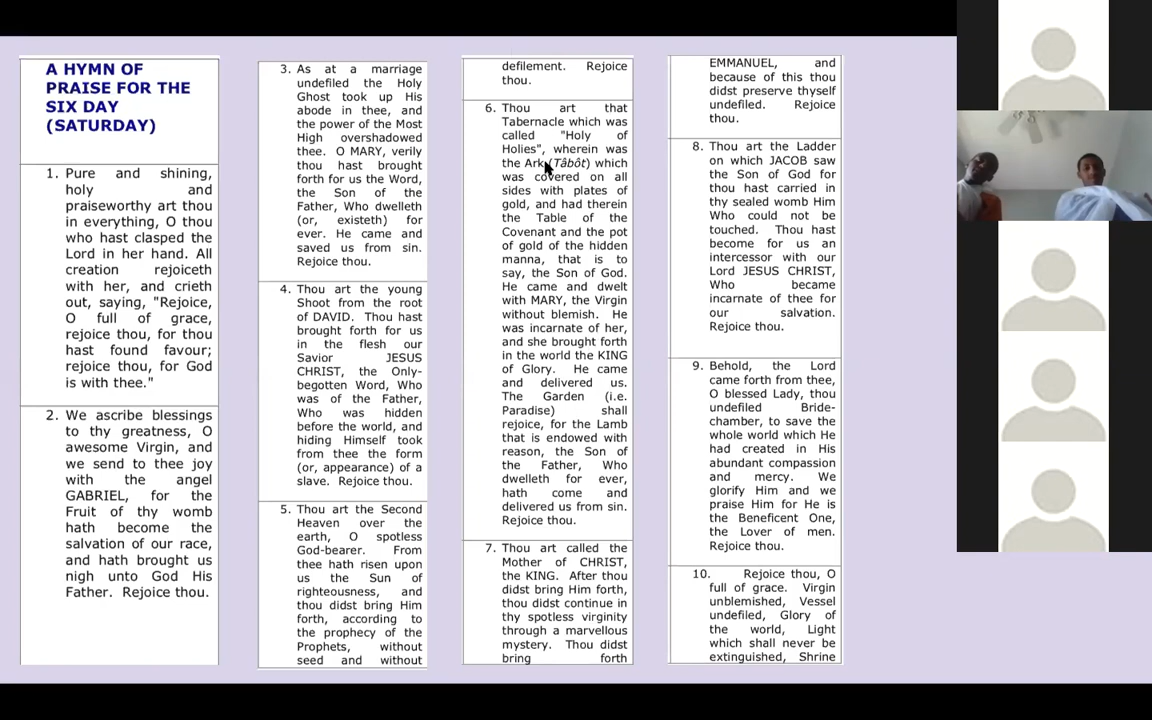 A HYMN OF
PRAISE FOR THE
SIX DAY
(SATURDAY)
1. Pure and shining,
holy and
praiseworthy art thou
in everything, O thou
who hast clasped the
Lord in her hand. All
creation rejoiceth
with her, and crieth
out, saying, "Rejoice,
O full of grace,
rejoice thou, for thou
hast found favour;
rejoice thou, for God
is with thee."
2. We ascribe blessings
to thy greatness, O
awesome Virgin, and
we send to thee joy
with the angel
GABRIEL, for the
Fruit of thy womb
hath become the
salvation of our race,
and hath brought us
nigh unto God His
Father. Rejoice thou.
3. As at a marriage
undefiled the Holy
Ghost took up His
abode in thee, and
the power of the Most
High overshadowed
thee. O MARY, verily
thou hast brought
forth for us the Word,
the Son of the
Father, Who dwelleth
(or, existeth) for
ever. He came and
saved us from sin.
Rejoice thou.
4. Thou art the young
Shoot from the root
of DAVID. Thou hast
brought forth for us
in the flesh our
Savior JESUS
CHRIST, the Only-
begotten Word, Who
was of the Father,
Who was hidden
before the world, and
hiding Himself took
from thee the form
(or, appearance) of a
slave. Rejoice thou.
5. Thou art the Second
Heaven over the
earth, O spotless
God-bearer. From
thee hath risen upon
us the Sun of
righteousness, and
thou didst bring Him
forth, according to
the prophecy of the
Prophets, without
seed and without
defilement. Rejoice
thou.
6. Thou art that
Tabernacle which was
called "Holy of
Holies", wherein was
the Ark (Tâbôt) which
was covered on all
sides with plates of
gold, and had therein
the Table of the
Covenant and the pot
of gold of the hidden
manna, that is to
say, the Son of God.
He came and dwelt
with MARY, the Virgin
without blemish. He
was incarnate of her,
and she brought forth
in the world the KING
of Glory. He came
and delivered us.
The Garden (i.e.
Paradise) shall
rejoice, for the Lamb
that is endowed with
reason, the Son of
the Father, Who
dwelleth for ever,
hath come and
delivered us from sin.
Rejoice thou.
7. Thou art called the
Mother of CHRIST,
the KING. After thou
didst bring Him forth,
thou didst continue in
thy spotless virginity
through a marvellous
mystery. Thou didst
bring forth
EMMANUEL, and
because of this thou
didst preserve thyself
undefiled. Rejoice
thou.
8. Thou art the Ladder
on which JACOB saw
the Son of God for
thou hast carried in
thy sealed womb Him
Who could not be
touched. Thou hast
become for us an
intercessor with our
Lord JESUS CHRIST,
Who became
incarnate of thee for
our salvation.
Rejoice thou.
9. Behold, the Lord
came forth from thee,
O blessed Lady, thou
undefiled Bride-
chamber, to save the
whole world which He
had created in His
abundant compassion
and mercy. We
glorify Him and we
praise Him for He is
the Beneficent One,
the Lover of men.
Rejoice thou.
10. Rejoice thou, O
full of grace. Virgin
unblemished, Vessel
undefiled, Glory of
the world, Light
which shall never be
extinguished, Shrine